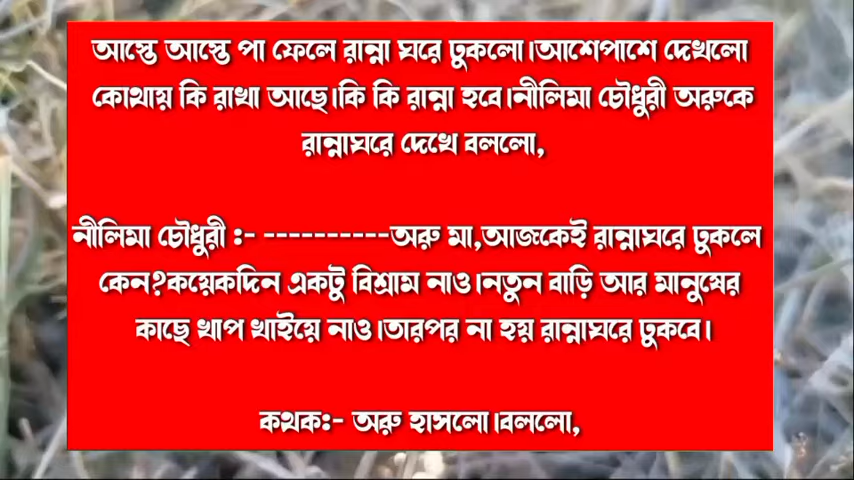 আস্তে আস্তে পা ফেলে রান্না ঘরে ঢুকলো।আশেপাশে দেখলো
কোথায় কি রাখা আছে।কি কি রান্না হবে।নীলিমা চৌধুরী অরুকে
রান্নাঘরে দেখে বললো,
নীলিমা চৌধুরী :- ----------অরু মা,আজকেই রান্নাঘরে ঢুকলে
কেন?কয়েকদিন একটু বিশ্রাম নাও।নতুন বাড়ি আর মানুষের
কাছে খাপ খাইয়ে নাও।তারপর না হয় রান্নাঘরে ঢুকবে।
কথকঃ- অরু হাসলো।বললো,